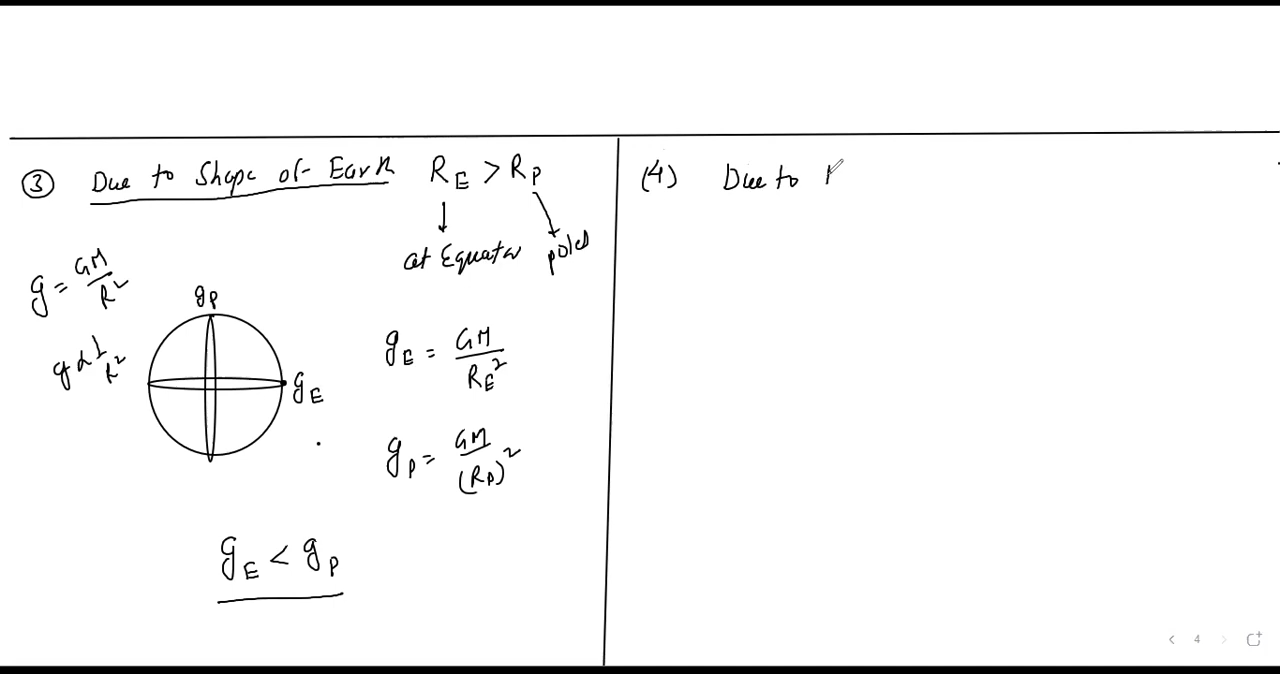 ③ Due to Shape of Earth R_E > R_P
at Equator poles
g = GM/R²
g ∝ 1/R²
g_P
g_E
g_E = GM/R_E²
g_P = GM/(R_P)²
g_E < g_P
(4) Due to
4